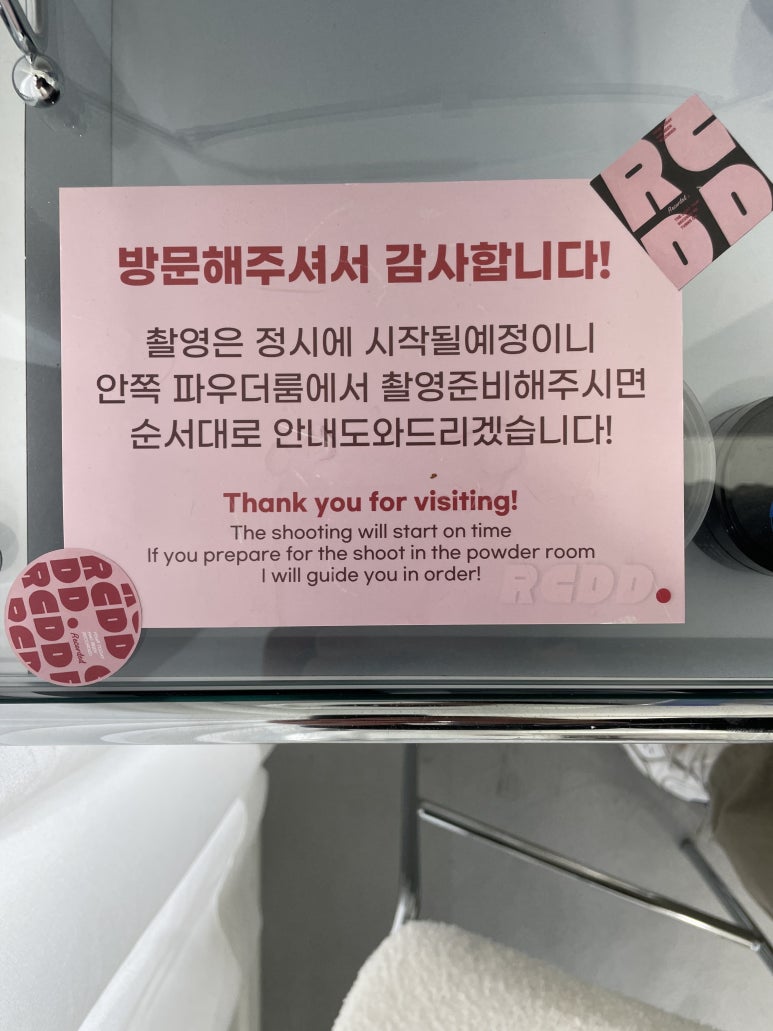 방문해주셔서 감사합니다!
촬영은 정시에 시작될예정이니
안쪽 파우더룸에서 촬영준비해주시면
순서대로 안내도와드리겠습니다!
Thank you for visiting!
The shooting will start on time
If you prepare for the shoot in the powder room
I will guide you in order!
RCDD.
RC
Recorded.
DD
RCDD
DD.
RCDD
Recorded